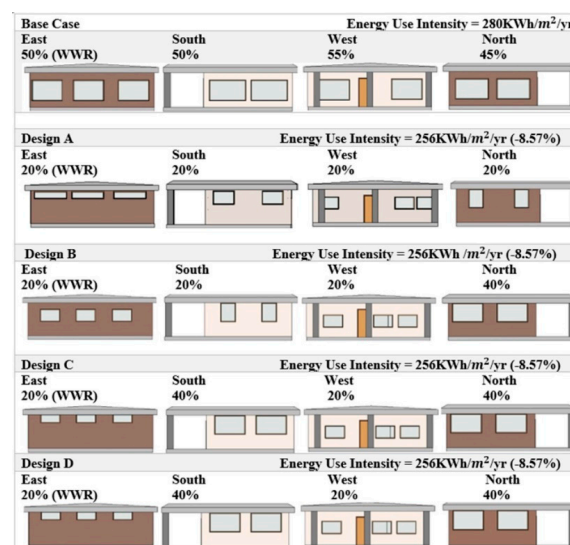 Base Case Energy Use Intensity = 280KWh/m²/yr
East South West North
50% (WWR) 50% 55% 45%
Design A Energy Use Intensity = 256KWh/m²/yr (-8.57%)
East South West North
20% (WWR) 20% 20% 20%
Design B Energy Use Intensity = 256KWh /m²/yr (-8.57%)
East South West North
20% (WWR) 20% 20% 40%
Design C Energy Use Intensity = 256KWh/m²/yr (-8.57%)
East South West North
20% (WWR) 40% 20% 40%
Design D Energy Use Intensity = 256KWh/m²/yr (-8.57%)
East South West North
20% (WWR) 40% 20% 40%